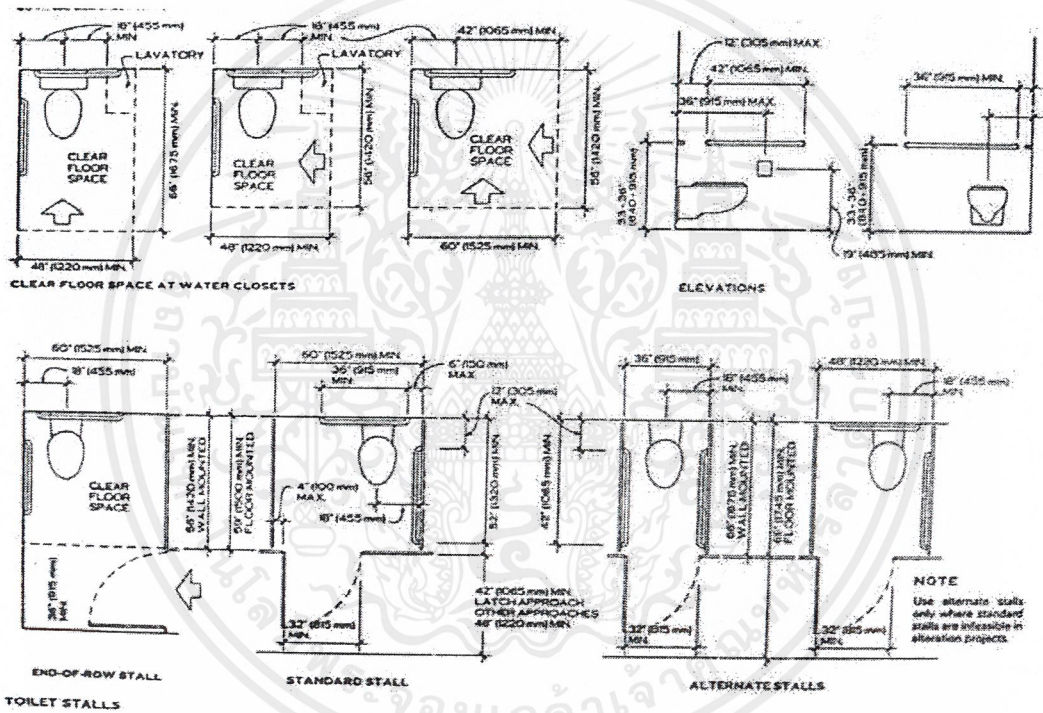 18" (455 mm)
MIN
18" (455 mm)
MIN.
42" (1065 mm) MIN.
LAVATORY
LAVATORY
CLEAR
FLOOR
SPACE
66" (1675 mm) MIN.
CLEAR
FLOOR
SPACE
56" (1420 mm) MIN.
CLEAR
FLOOR
SPACE
56" (1420 mm) MIN.
48" (1220 mm) MIN.
48" (1220 mm) MIN.
60" (1525 mm) MIN.
CLEAR FLOOR SPACE AT WATER CLOSETS
12" (305 mm) MAX.
42" (1065 mm) MIN.
36" (915 mm) MAX.
36" (915 mm) MIN.
33-36"
(840-915 mm)
33-36"
(840-915 mm)
19" (485 mm) MIN.
ELEVATIONS
60" (1525 mm) MIN.
18" (455 mm)
CLEAR
FLOOR
SPACE
36" (915 mm)
MIN.
56" (1420 mm) MIN.
WALL MOUNTED
59" (1500 mm) MIN.
FLOOR MOUNTED
END-OF-ROW STALL
60" (1525 mm) MIN.
36" (915 mm)
MIN.
6" (150 mm)
MAX.
12" (305 mm)
MAX.
4" (100 mm)
MAX.
18" (455 mm)
52" (1320 mm) MIN.
42" (1065 mm) MIN.
32" (815 mm)
MIN.
42" (1065 mm) MIN.
LATCH APPROACH
OTHER APPROACHES
48" (1220 mm) MIN.
STANDARD STALL
36" (915 mm)
18" (455 mm)
48" (1220 mm) MIN.
18" (455 mm)
66" (1675 mm) MIN.
WALL MOUNTED
69" (1745 mm) MIN.
FLOOR MOUNTED
32" (815 mm)
MIN.
32" (815 mm)
MIN.
NOTE
Use alternate stalls
only where standard
stalls are infeasible in
alteration projects
ALTERNATE STALLS
TOILET STALLS